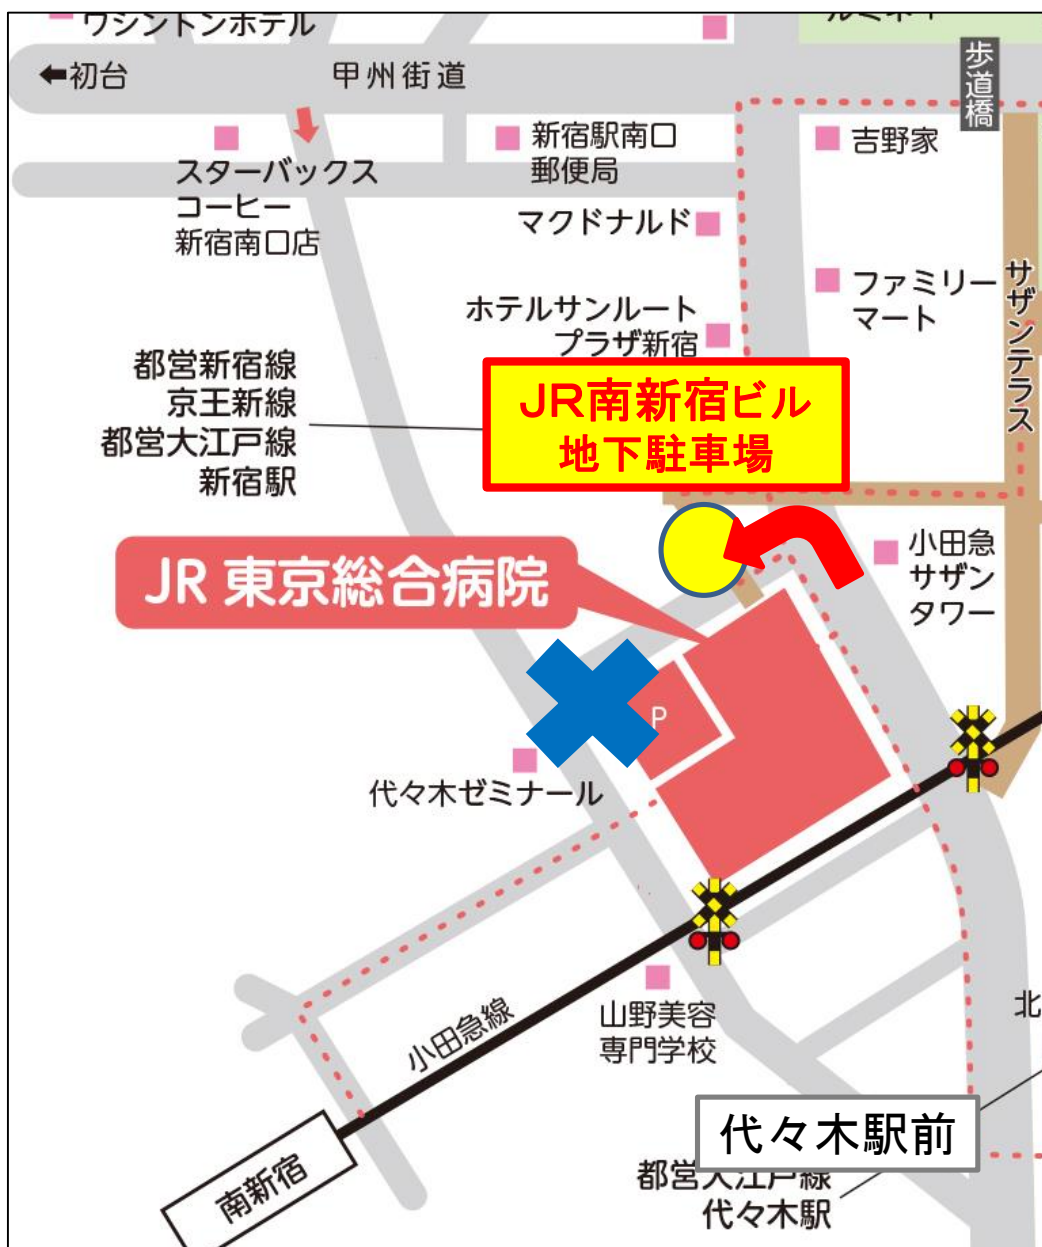 ワシントンホテル
←初台
甲州街道
歩道橋
スターバックス
コーヒー
新宿南口店
新宿駅南口
郵便局
吉野家
マクドナルド
ファミリー
マート
サザンテラス
ホテルサンルート
プラザ新宿
都営新宿線
京王新線
都営大江戸線
新宿駅
JR南新宿ビル
地下駐車場
小田急
サザン
タワー
JR 東京総合病院
P
代々木ゼミナール
山野美容
専門学校
小田急線
北
南新宿
代々木駅前
都営大江戸線
代々木駅